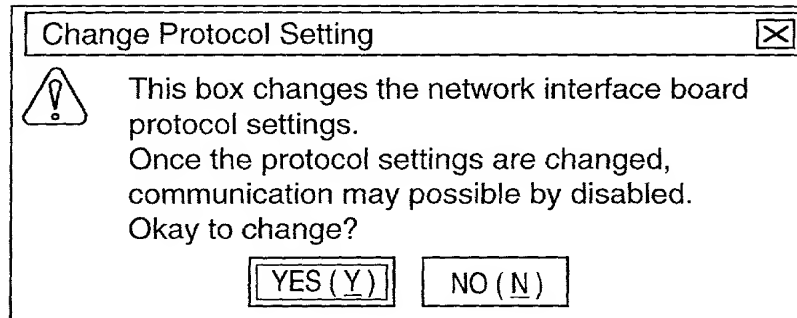 Change Protocol Setting
This box changes the network interface board
protocol settings.
Once the protocol settings are changed,
communication may possible by disabled.
Okay to change?
YES (Y) NO (N)